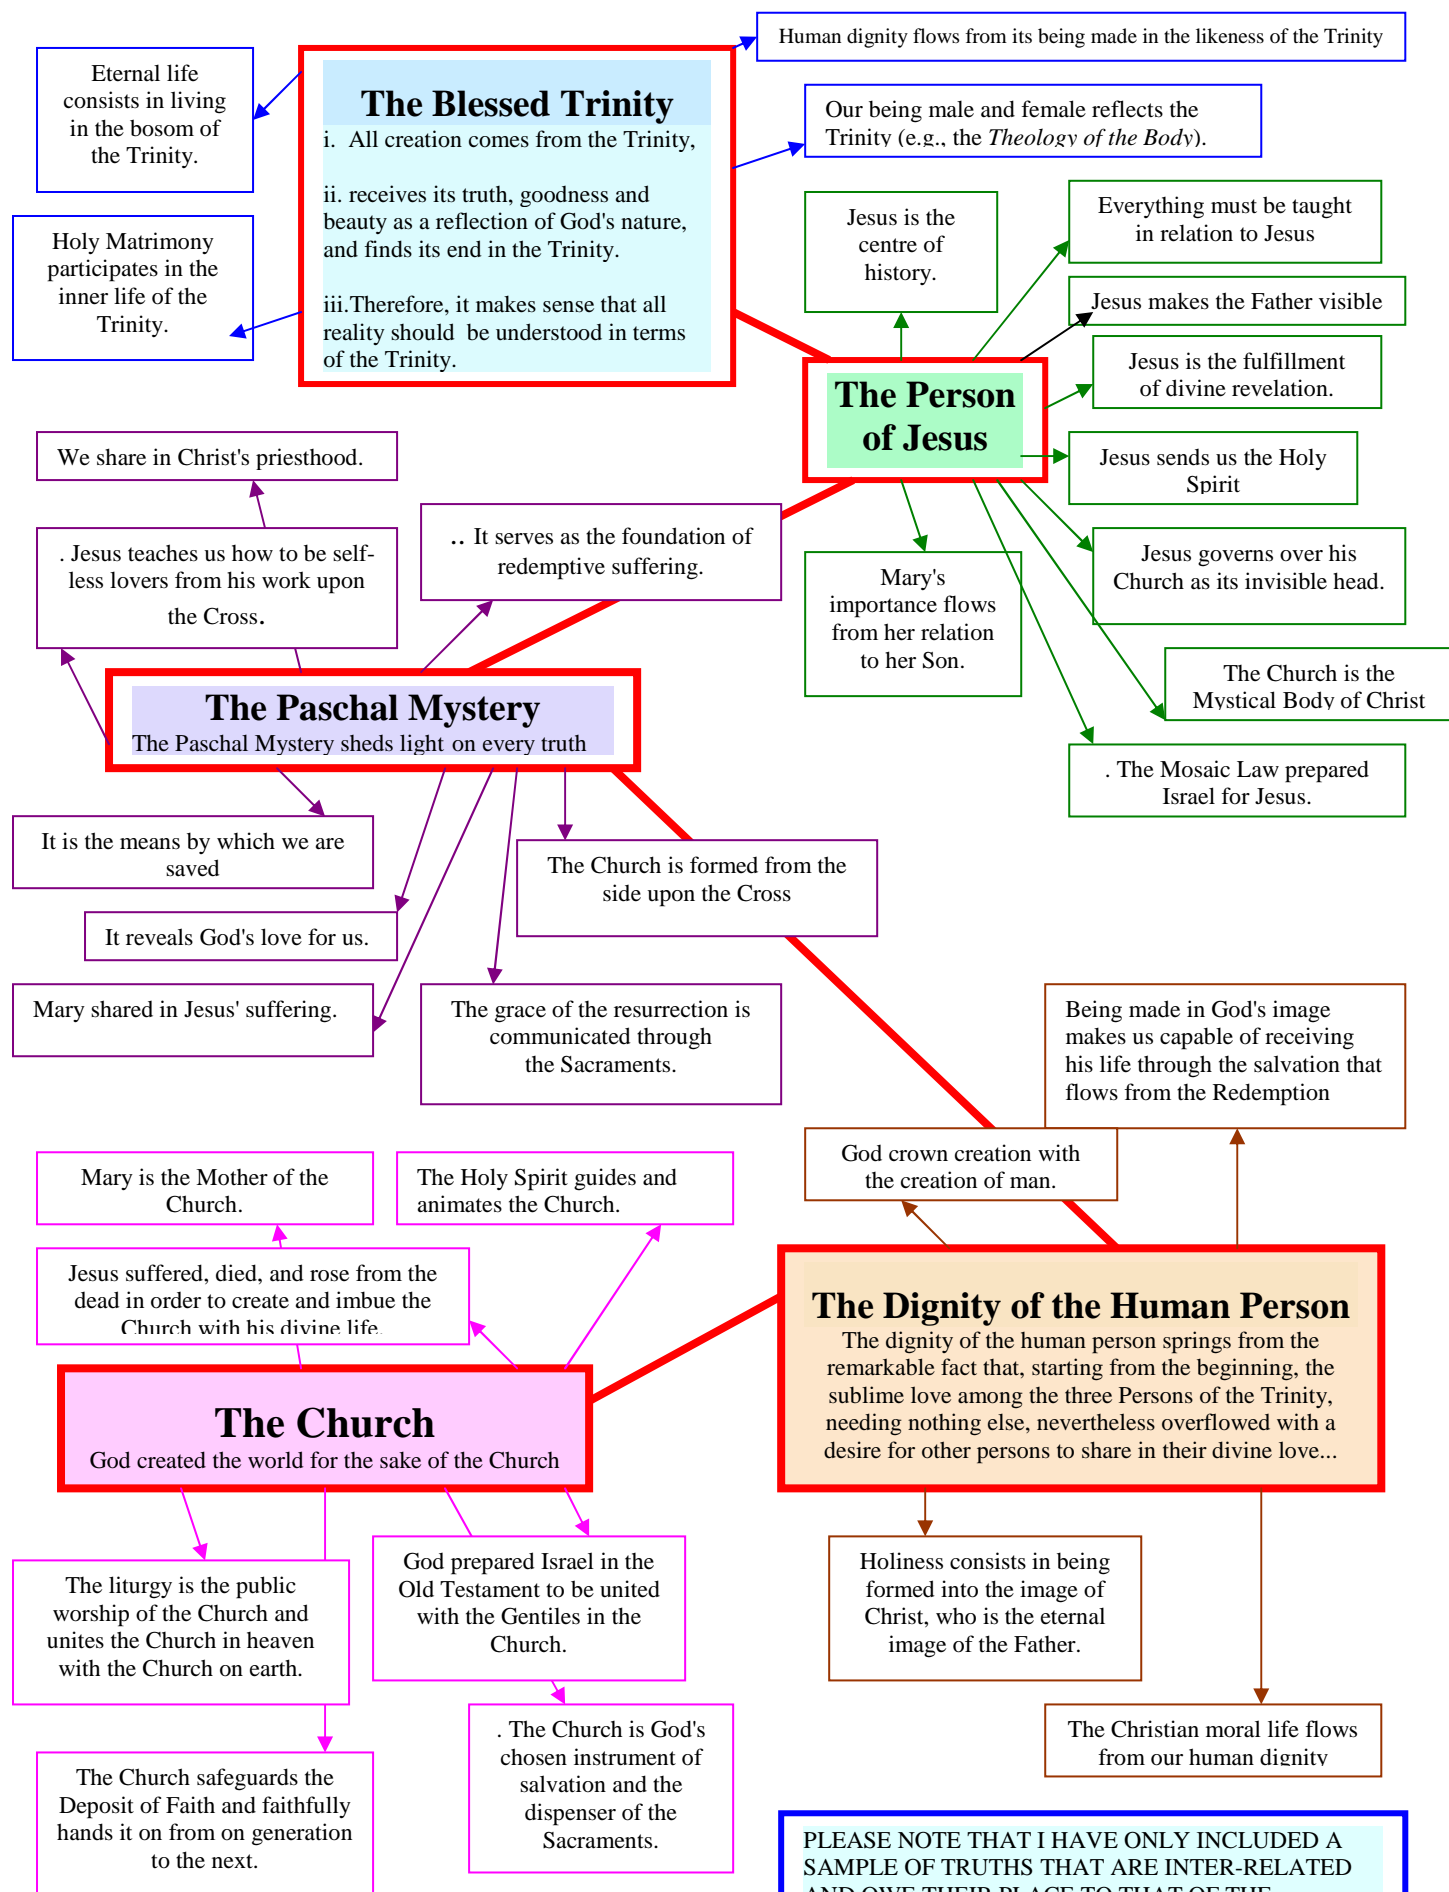 Human dignity flows from its being made in the likeness of the Trinity
Eternal life
consists in living
in the bosom of
the Trinity.
The Blessed Trinity
i. All creation comes from the Trinity,
ii. receives its truth, goodness and
beauty as a reflection of God's nature,
and finds its end in the Trinity.
iii.Therefore, it makes sense that all
reality should be understood in terms
of the Trinity.
Our being male and female reflects the
Trinity (e.g., the Theology of the Body).
Holy Matrimony
participates in the
inner life of the
Trinity.
Jesus is the
centre of
history.
Everything must be taught
in relation to Jesus
Jesus makes the Father visible
Jesus is the fulfillment
of divine revelation.
The Person
of Jesus
Jesus sends us the Holy
Spirit
Jesus governs over his
Church as its invisible head.
Mary's
importance flows
from her relation
to her Son.
The Church is the
Mystical Body of Christ
. The Mosaic Law prepared
Israel for Jesus.
We share in Christ's priesthood.
. Jesus teaches us how to be self-
less lovers from his work upon
the Cross.
.. It serves as the foundation of
redemptive suffering.
The Paschal Mystery
The Paschal Mystery sheds light on every truth
It is the means by which we are
saved
The Church is formed from the
side upon the Cross
It reveals God's love for us.
Mary shared in Jesus' suffering.
The grace of the resurrection is
communicated through
the Sacraments.
Being made in God's image
makes us capable of receiving
his life through the salvation that
flows from the Redemption
God crown creation with
the creation of man.
Mary is the Mother of the
Church.
The Holy Spirit guides and
animates the Church.
Jesus suffered, died, and rose from the
dead in order to create and imbue the
Church with his divine life.
The Dignity of the Human Person
The dignity of the human person springs from the
remarkable fact that, starting from the beginning, the
sublime love among the three Persons of the Trinity,
needing nothing else, nevertheless overflowed with a
desire for other persons to share in their divine love...
The Church
God created the world for the sake of the Church
The liturgy is the public
worship of the Church and
unites the Church in heaven
with the Church on earth.
God prepared Israel in the
Old Testament to be united
with the Gentiles in the
Church.
Holiness consists in being
formed into the image of
Christ, who is the eternal
image of the Father.
. The Church is God's
chosen instrument of
salvation and the
dispenser of the
Sacraments.
The Christian moral life flows
from our human dignity
The Church safeguards the
Deposit of Faith and faithfully
hands it on from on generation
to the next.
PLEASE NOTE THAT I HAVE ONLY INCLUDED A
SAMPLE OF TRUTHS THAT ARE INTER-RELATED
AND OWE THEIR PLACE TO THAT OF THE